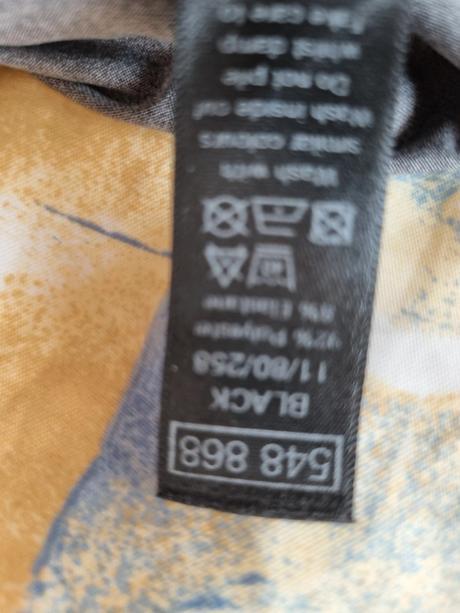 548 868
BLACK
11/80/258
92% Polyester
8% Elastane
Wash with
similar colours
Wash inside out
Do not pile
whilst damp
Take care to